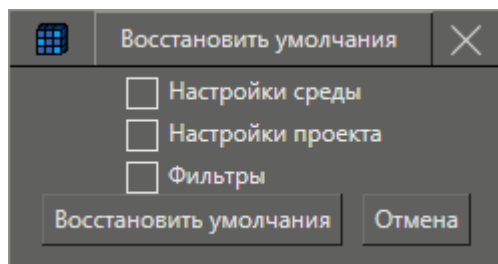 Восстановить умолчания
Настройки среды
Настройки проекта
Фильтры
Восстановить умолчания Отмена